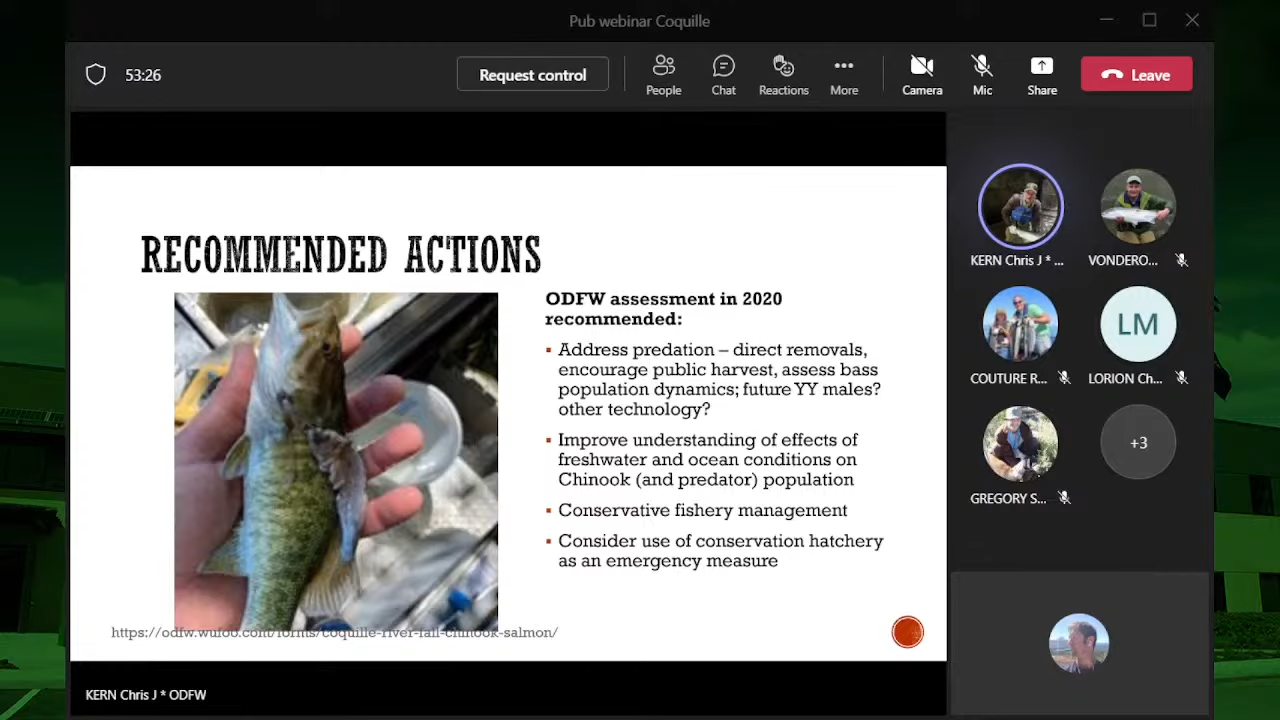 Pub webinar Coquille
53:26
Request control
People
Chat
Reactions
More
Camera
Mic
Share
Leave
RECOMMENDED ACTIONS
ODFW assessment in 2020
recommended:
▪ Address predation – direct removals,
encourage public harvest, assess bass
population dynamics; future YY males?
other technology?
▪ Improve understanding of effects of
freshwater and ocean conditions on
Chinook (and predator) population
▪ Conservative fishery management
▪ Consider use of conservation hatchery
as an emergency measure
https://odfw.wufoo.com/forms/coquille-river-fall-chinook-salmon/
KERN Chris J * ODFW
KERN Chris J * ...
VONDERO...
COUTURE R...
LM
LORION Ch...
GREGORY S...
+3